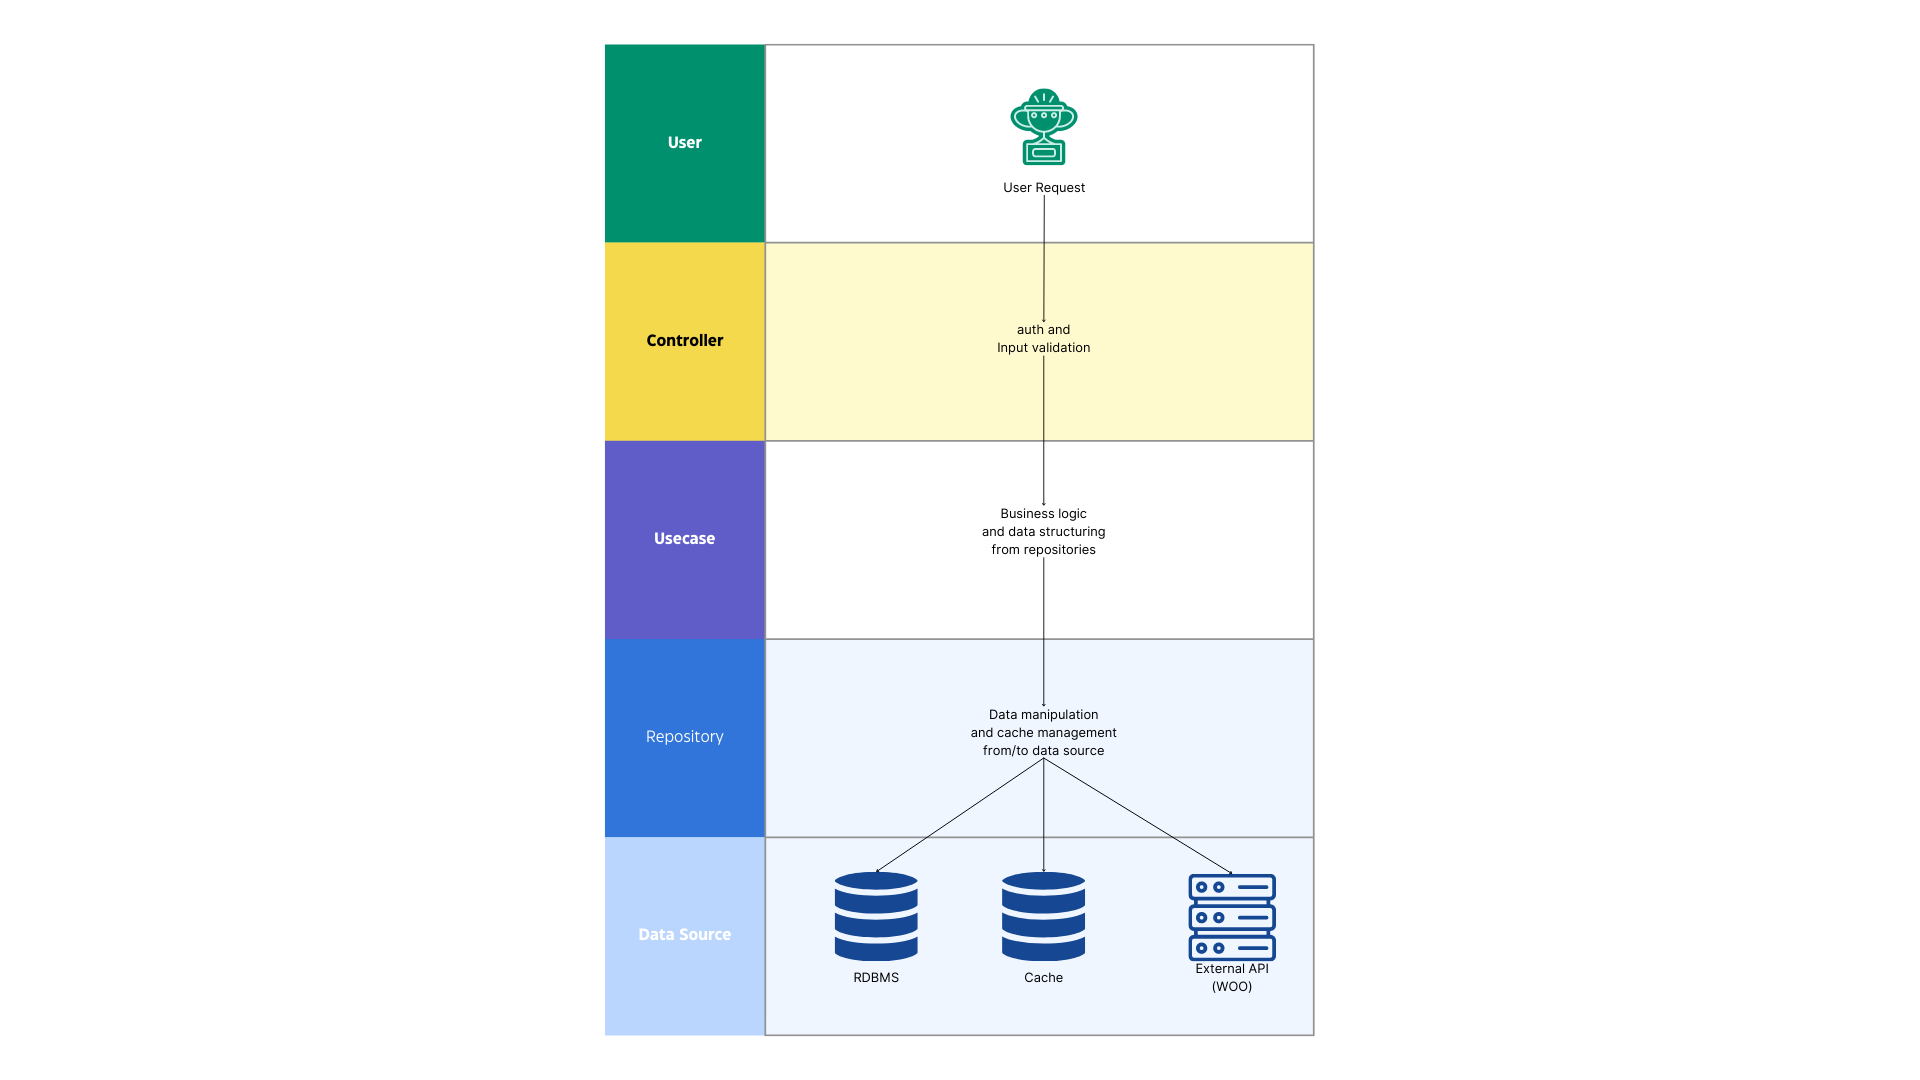 User
User Request
Controller
auth and
Input validation
Usecase
Business logic
and data structuring
from repositories
Repository
Data manipulation
and cache management
from/to data source
Data Source
RDBMS
Cache
External API
(WOO)